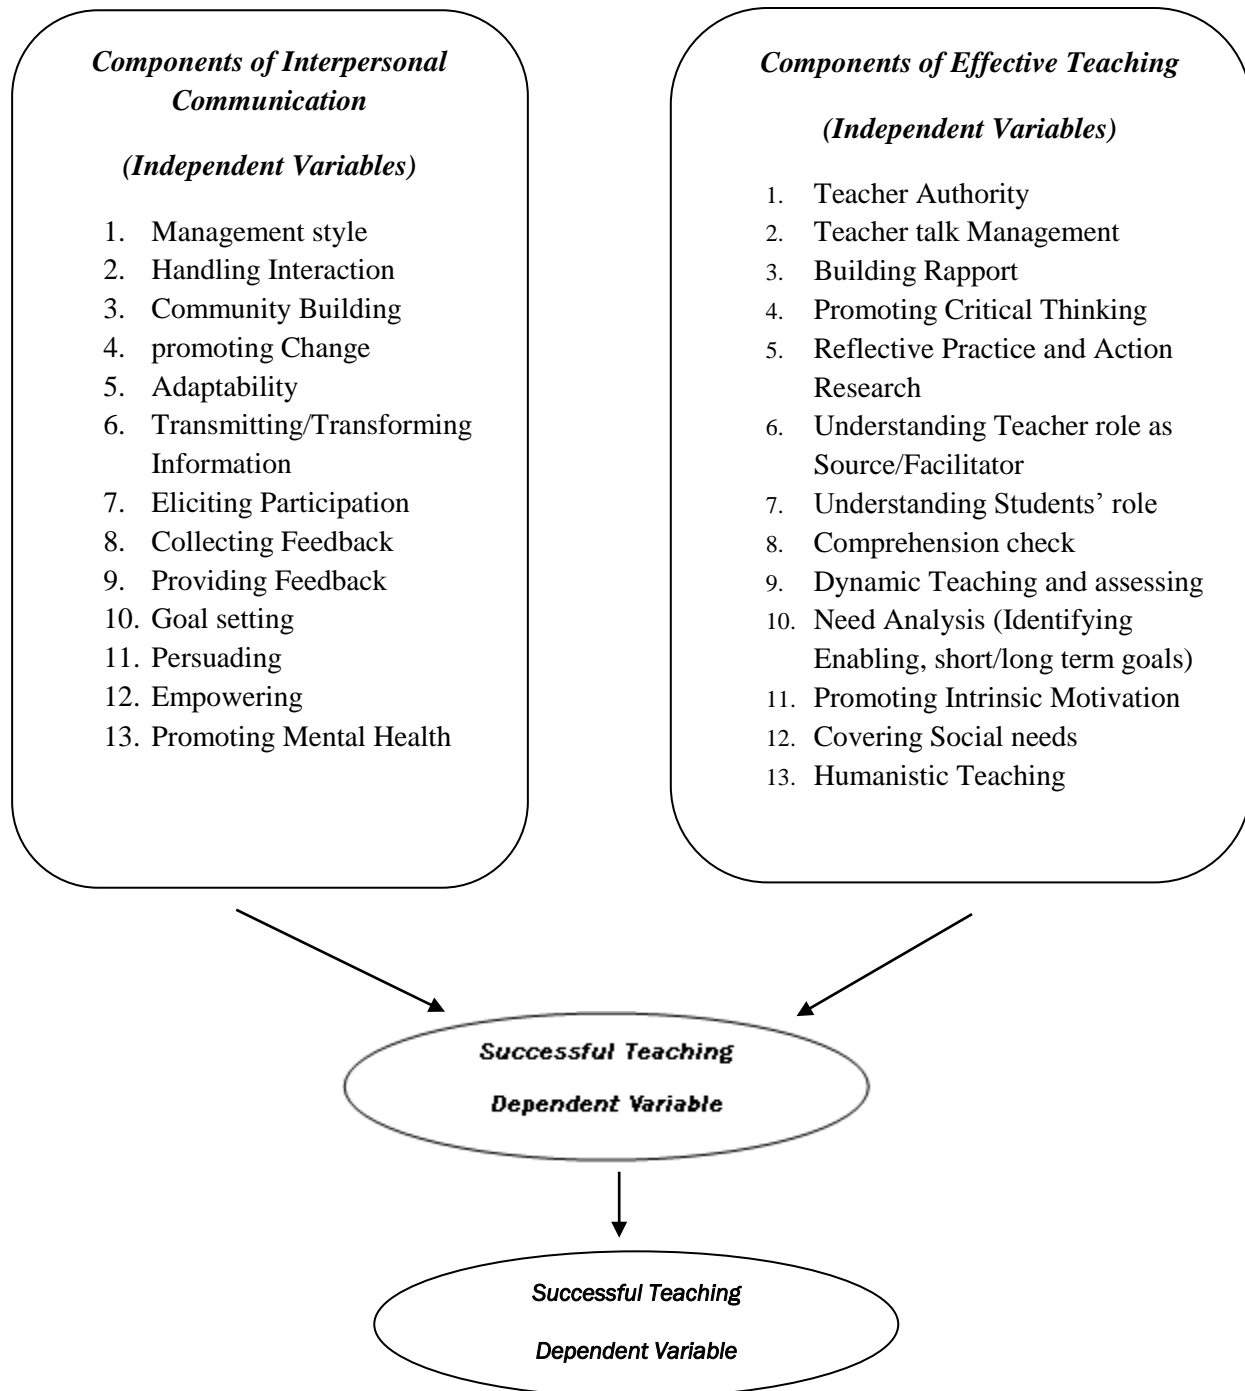 Components of Interpersonal
Communication
(Independent Variables)
1. Management style
2. Handling Interaction
3. Community Building
4. promoting Change
5. Adaptability
6. Transmitting/Transforming
Information
7. Eliciting Participation
8. Collecting Feedback
9. Providing Feedback
10. Goal setting
11. Persuading
12. Empowering
13. Promoting Mental Health
Components of Effective Teaching
(Independent Variables)
1. Teacher Authority
2. Teacher talk Management
3. Building Rapport
4. Promoting Critical Thinking
5. Reflective Practice and Action
Research
6. Understanding Teacher role as
Source/Facilitator
7. Understanding Students’ role
8. Comprehension check
9. Dynamic Teaching and assessing
10. Need Analysis (Identifying
Enabling, short/long term goals)
11. Promoting Intrinsic Motivation
12. Covering Social needs
13. Humanistic Teaching
Successful Teaching
Dependent Variable
Successful Teaching
Dependent Variable